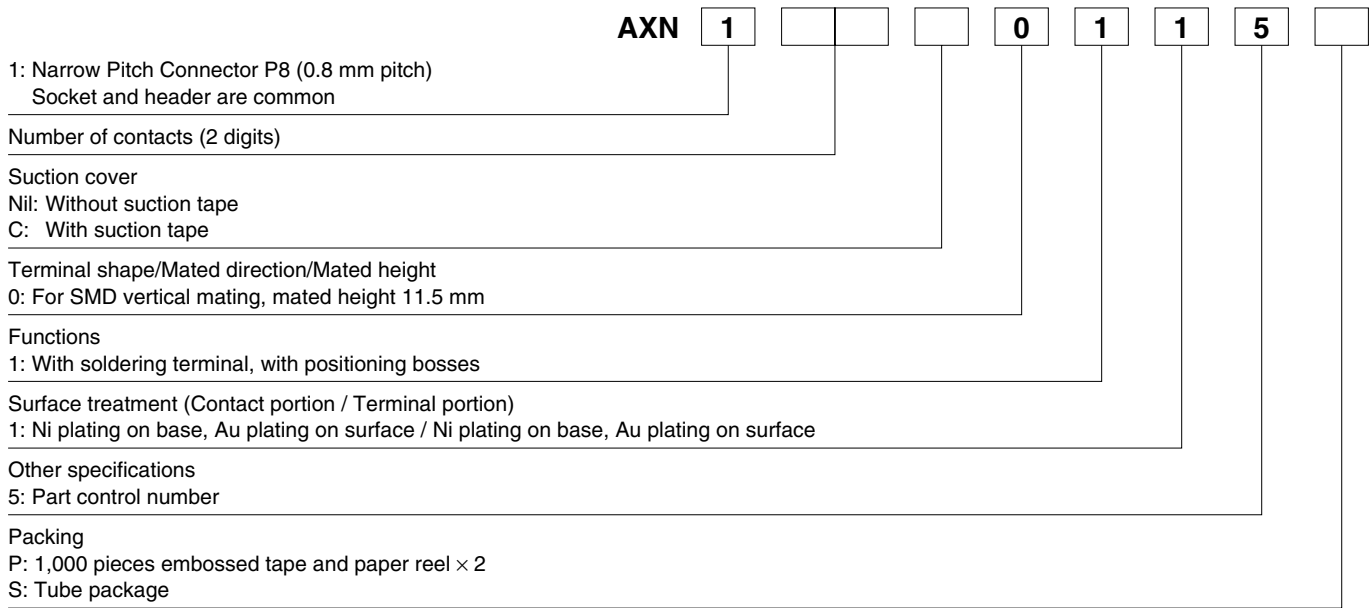 AXN 1 0 1 1 5
1: Narrow Pitch Connector P8 (0.8 mm pitch)
Socket and header are common
Number of contacts (2 digits)
Suction cover
Nil: Without suction tape
C: With suction tape
Terminal shape/Mated direction/Mated height
0: For SMD vertical mating, mated height 11.5 mm
Functions
1: With soldering terminal, with positioning bosses
Surface treatment (Contact portion / Terminal portion)
1: Ni plating on base, Au plating on surface / Ni plating on base, Au plating on surface
Other specifications
5: Part control number
Packing
P: 1,000 pieces embossed tape and paper reel × 2
S: Tube package